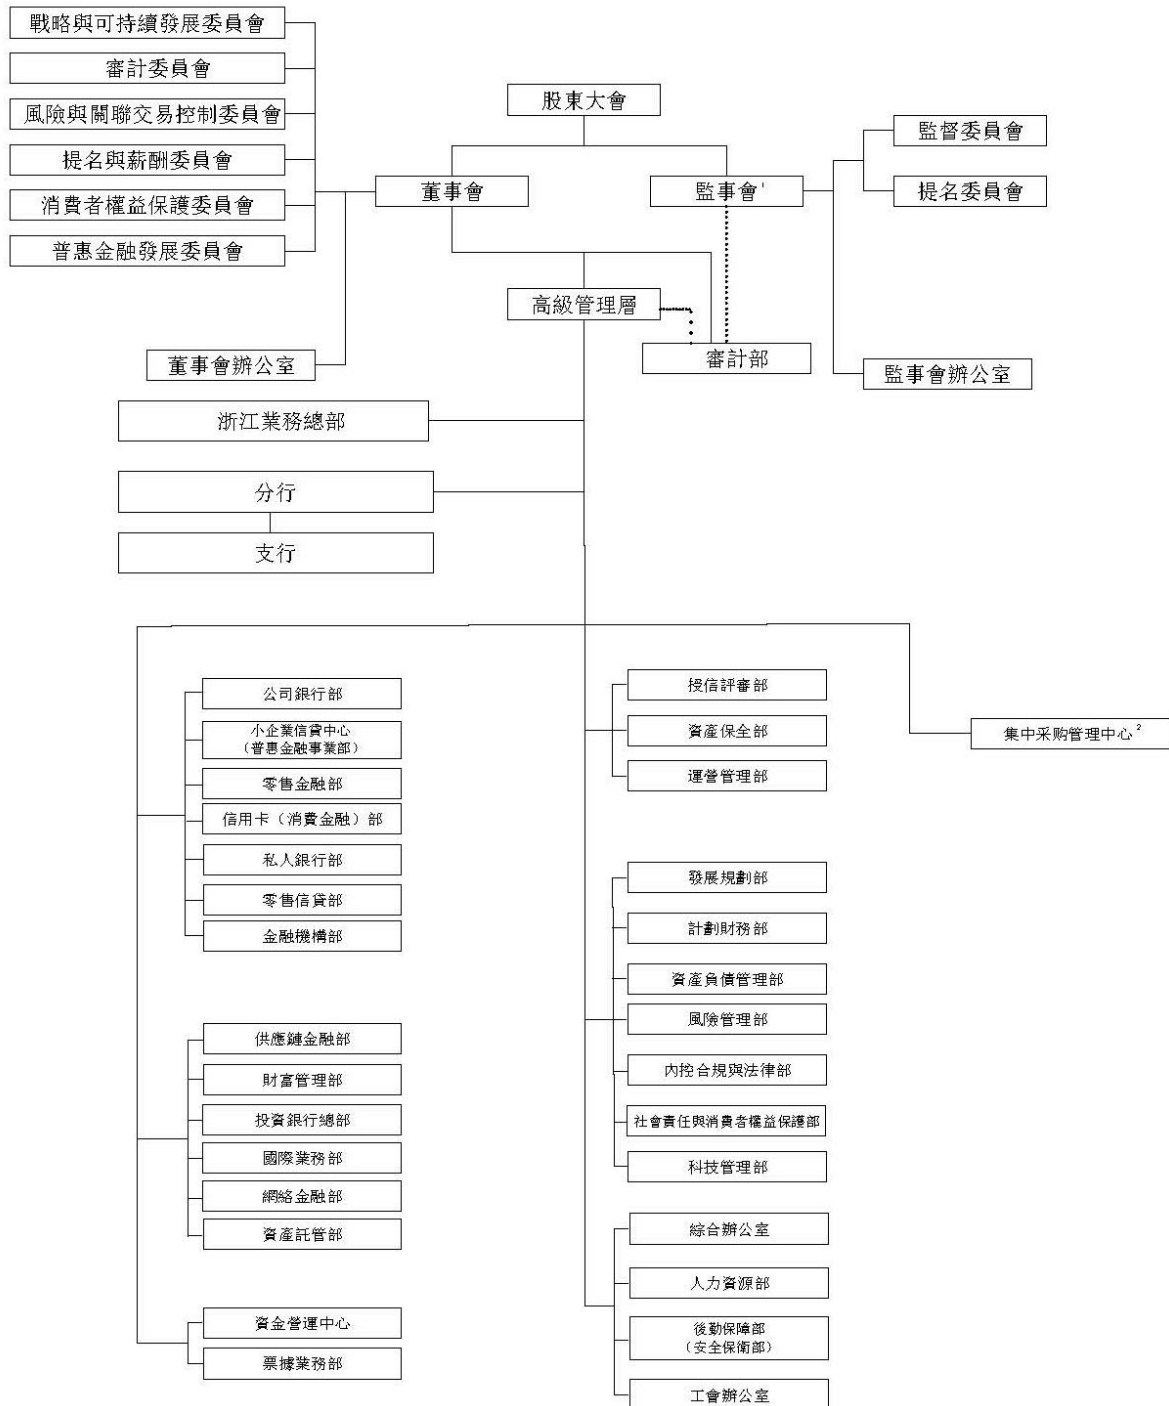 戰略與可持續發展委員會
審計委員會
風險與關聯交易控制委員會
提名與薪酬委員會
消費者權益保護委員會
普惠金融發展委員會
股東大會
董事會
監事會¹
監督委員會
提名委員會
高級管理層
審計部
董事會辦公室
監事會辦公室
浙江業務總部
分行
支行
公司銀行部
小企業信貸中心
（普惠金融事業部）
零售金融部
信用卡（消費金融）部
私人銀行部
零售信貸部
金融機構部
供應鏈金融部
財富管理部
投資銀行總部
國際業務部
網絡金融部
資產託管部
資金營運中心
票據業務部
授信評審部
資產保全部
運營管理部
發展規劃部
計劃財務部
資產負債管理部
風險管理部
內控合規與法律部
社會責任與消費者權益保護部
科技管理部
綜合辦公室
人力資源部
後勤保障部
（安全保衛部）
工會辦公室
集中采购管理中心²